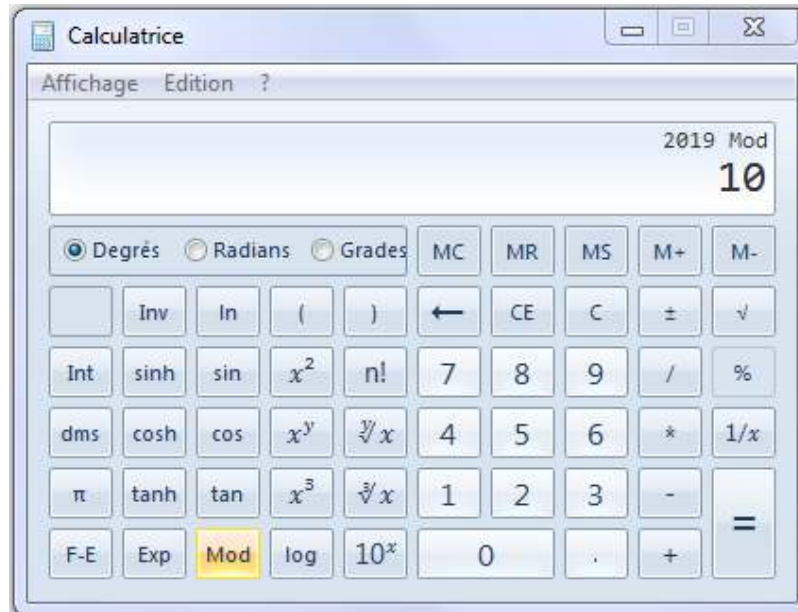 Calculatrice
Affichage Edition ?
2019 Mod
10
Degrés Radians Grades MC MR MS M+ M-
Inv ln ( ) ← CE C ± √
Int sinh sin x² n! 7 8 9 / %
dms cosh cos xʸ ʸ√x 4 5 6 * 1/x
π tanh tan x³ ³√x 1 2 3 -
F-E Exp Mod log 10ˣ 0 . + =